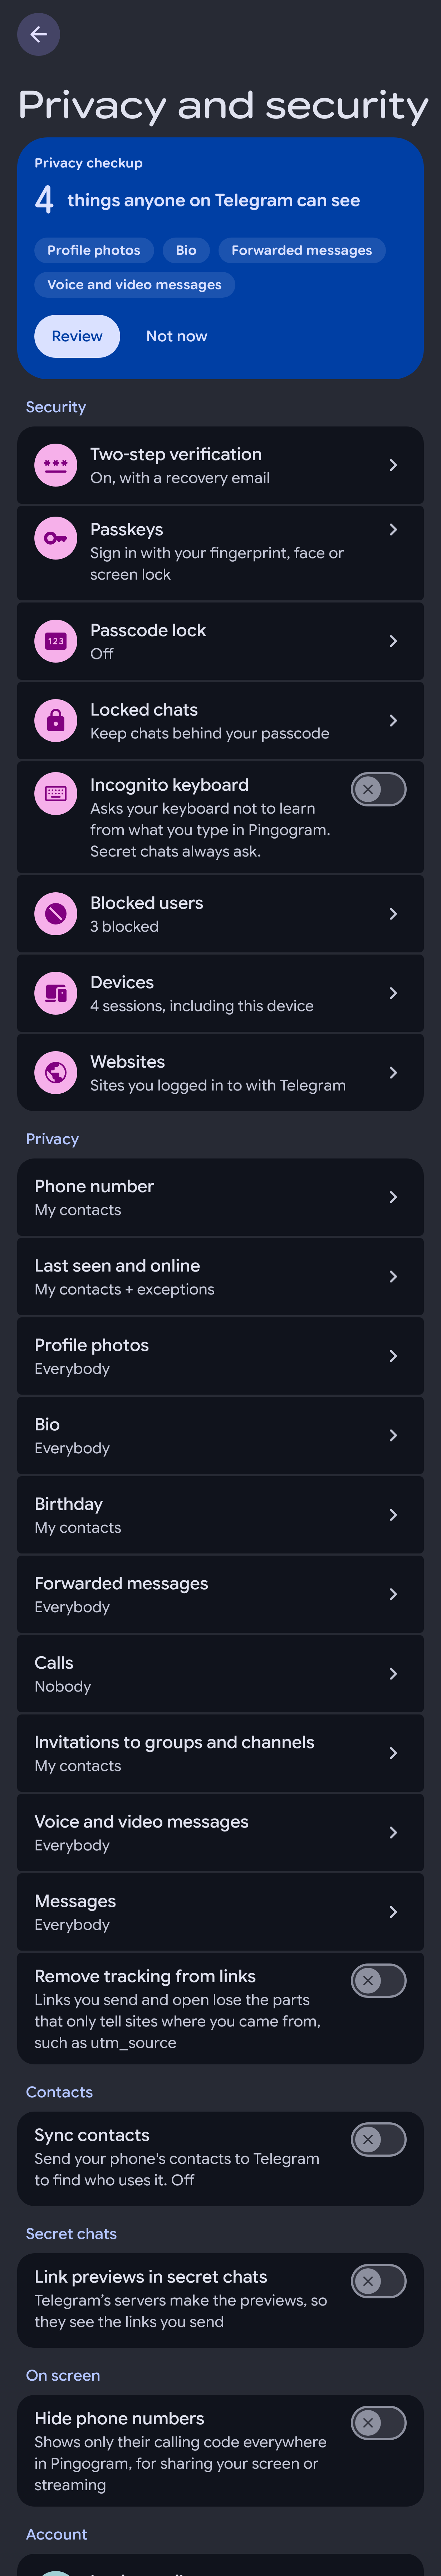 Privacy and security
Privacy checkup
4 things anyone on Telegram can see
Profile photos
Bio
Forwarded messages
Voice and video messages
Review
Not now
Security
Two-step verification
On, with a recovery email
Passkeys
Sign in with your fingerprint, face or
screen lock
123
Passcode lock
Off
Locked chats
Keep chats behind your passcode
Incognito keyboard
Asks your keyboard not to learn
from what you type in Pingogram.
Secret chats always ask.
Blocked users
3 blocked
Devices
4 sessions, including this device
Websites
Sites you logged in to with Telegram
Privacy
Phone number
My contacts
Last seen and online
My contacts + exceptions
Profile photos
Everybody
Bio
Everybody
Birthday
My contacts
Forwarded messages
Everybody
Calls
Nobody
Invitations to groups and channels
My contacts
Voice and video messages
Everybody
Messages
Everybody
Remove tracking from links
Links you send and open lose the parts
that only tell sites where you came from,
such as utm_source
Contacts
Sync contacts
Send your phone's contacts to Telegram
to find who uses it. Off
Secret chats
Link previews in secret chats
Telegram’s servers make the previews, so
they see the links you send
On screen
Hide phone numbers
Shows only their calling code everywhere
in Pingogram, for sharing your screen or
streaming
Account